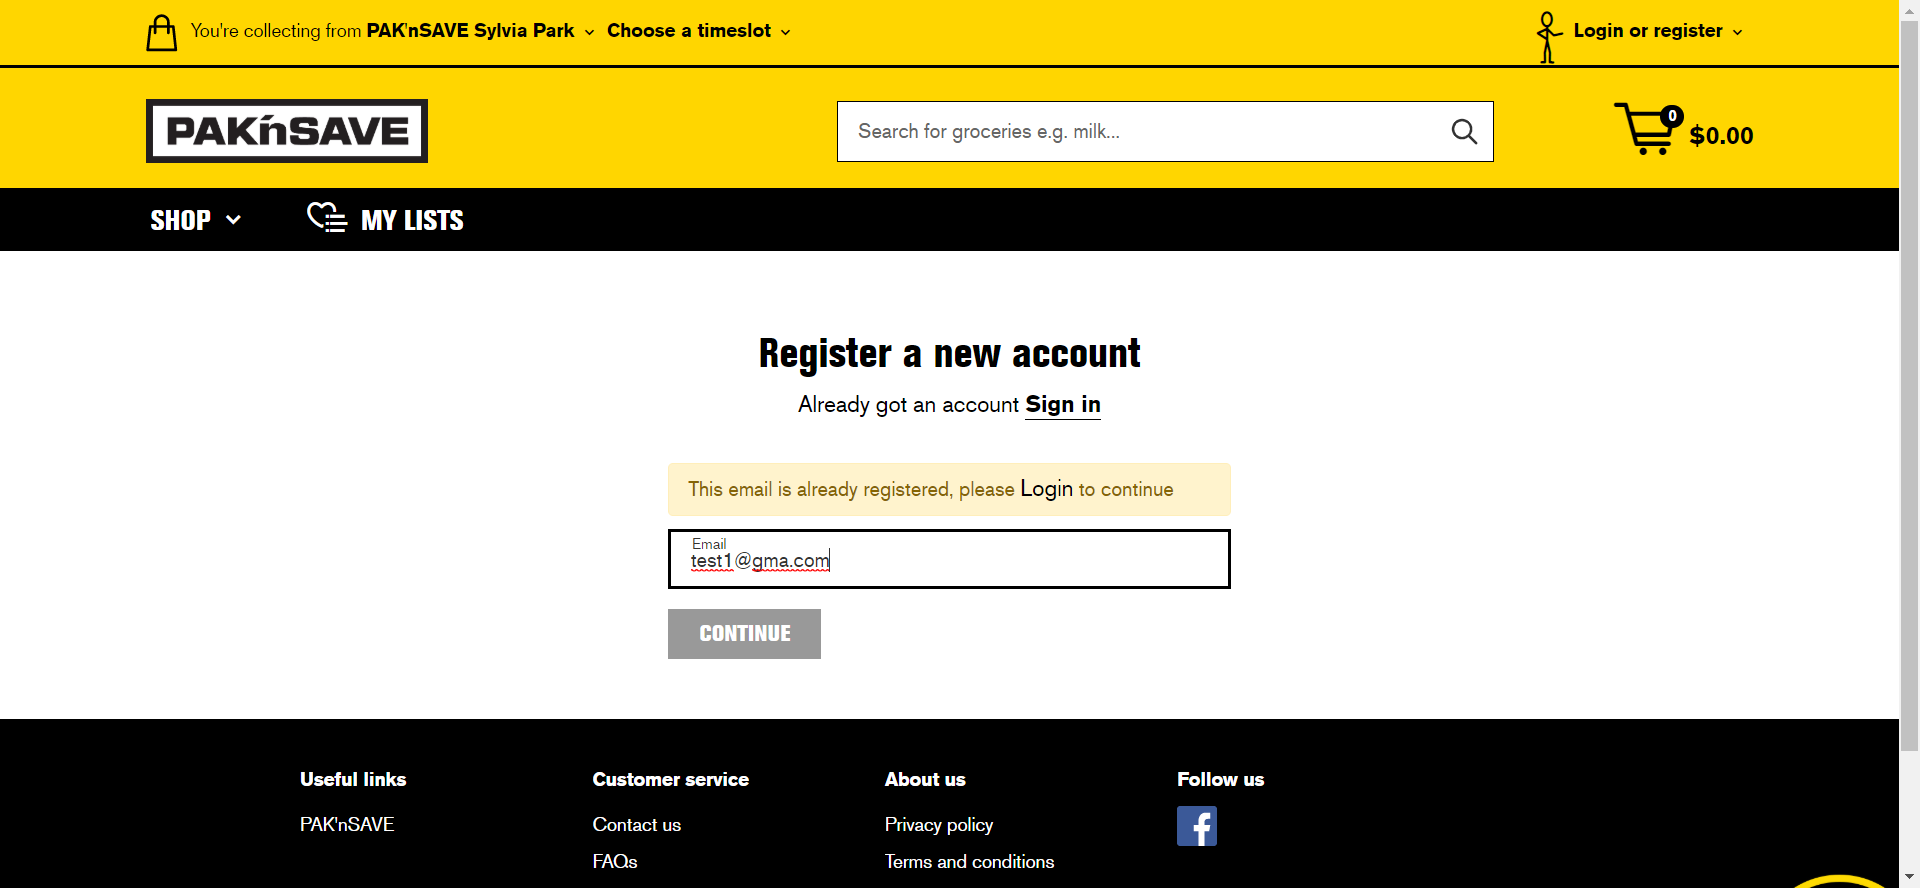 You're collecting from PAK'nSAVE Sylvia Park Choose a timeslot
Login or register
PAK'nSAVE
Search for groceries e.g. milk...
0
$0.00
SHOP
MY LISTS
Register a new account
Already got an account Sign in
This email is already registered, please Login to continue
Email
test1@gma.com
CONTINUE
Useful links
Customer service
About us
Follow us
PAK'nSAVE
Contact us
Privacy policy
FAQs
Terms and conditions